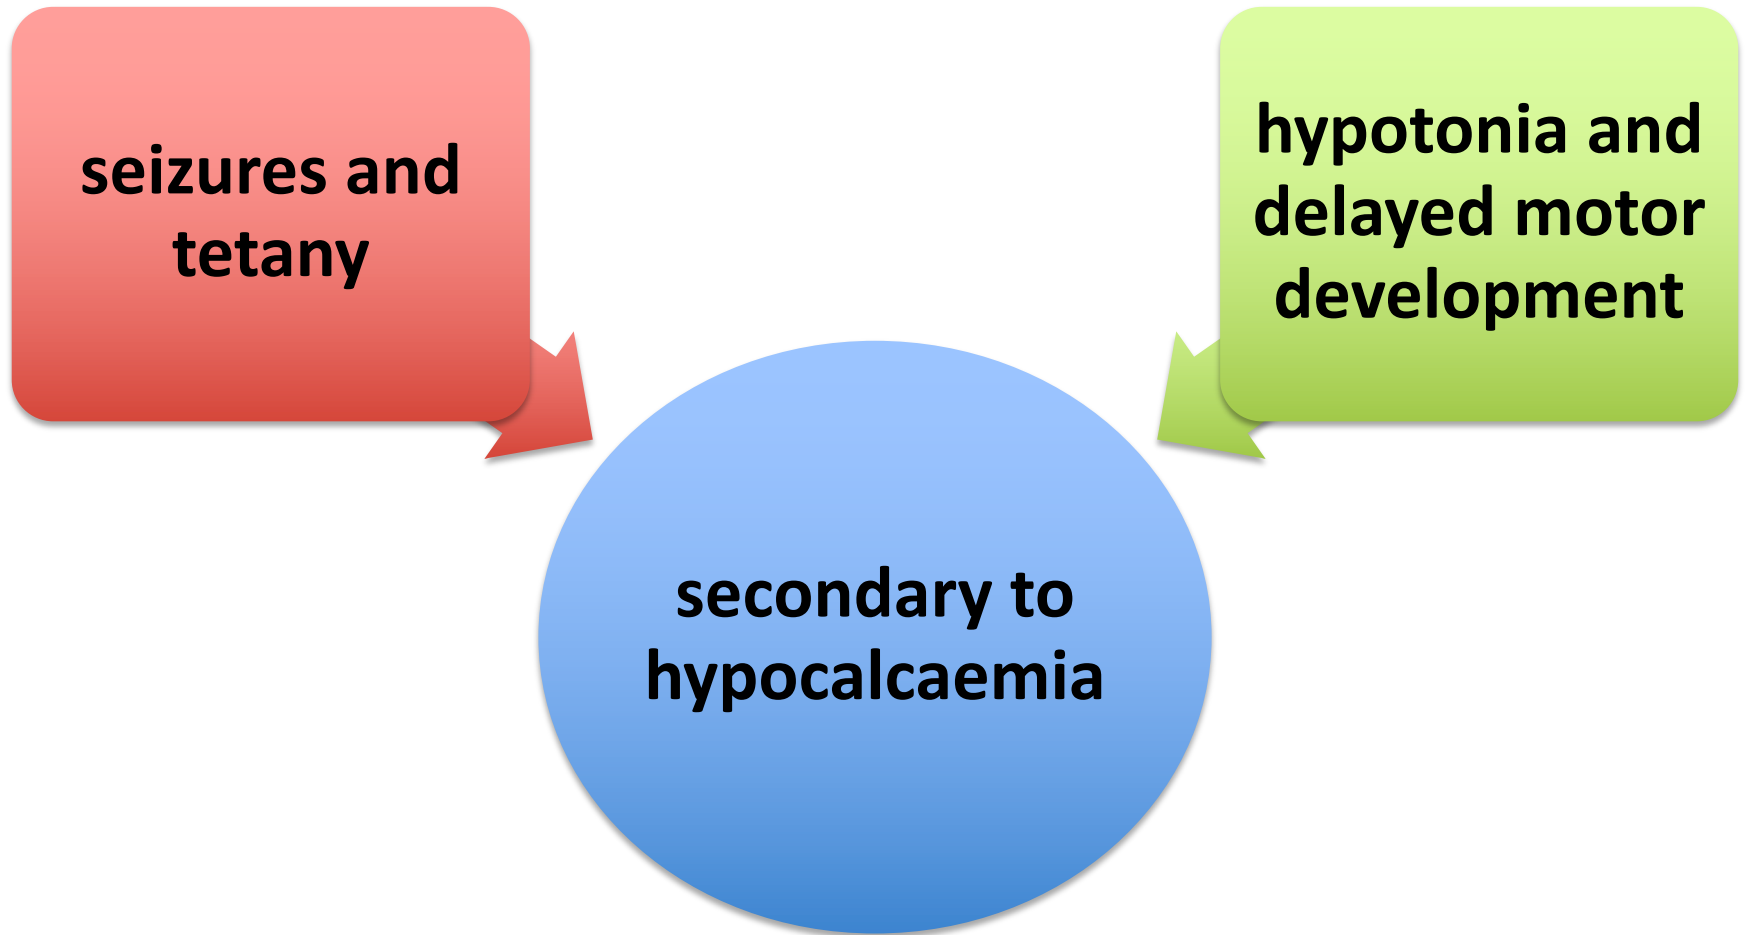 seizures and
tetany
hypotonia and
delayed motor
development
secondary to
hypocalcaemia